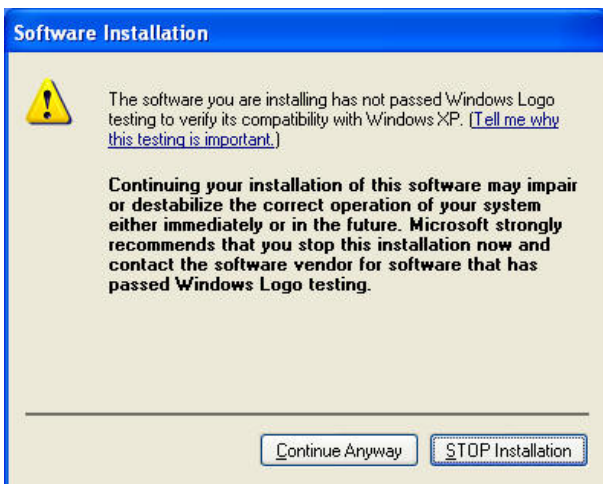 Software Installation
The software you are installing has not passed Windows Logo
testing to verify its compatibility with Windows XP. (Tell me why
this testing is important.)
Continuing your installation of this software may impair
or destabilize the correct operation of your system
either immediately or in the future. Microsoft strongly
recommends that you stop this installation now and
contact the software vendor for software that has
passed Windows Logo testing.
Continue Anyway STOP Installation